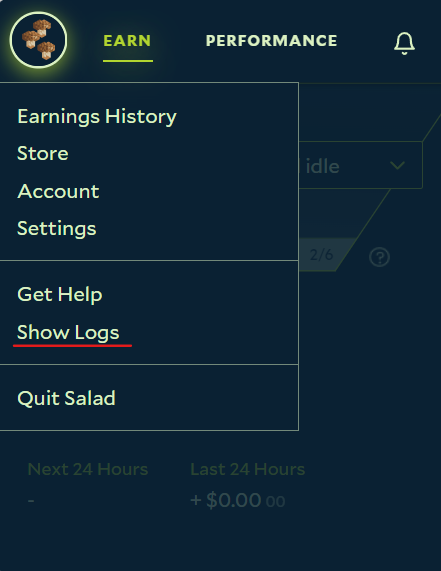 EARN PERFORMANCE
Earnings History
Store
Account
Settings
idle
2/6
Get Help
Show Logs
Quit Salad
Next 24 Hours Last 24 Hours
- + $0.00 00